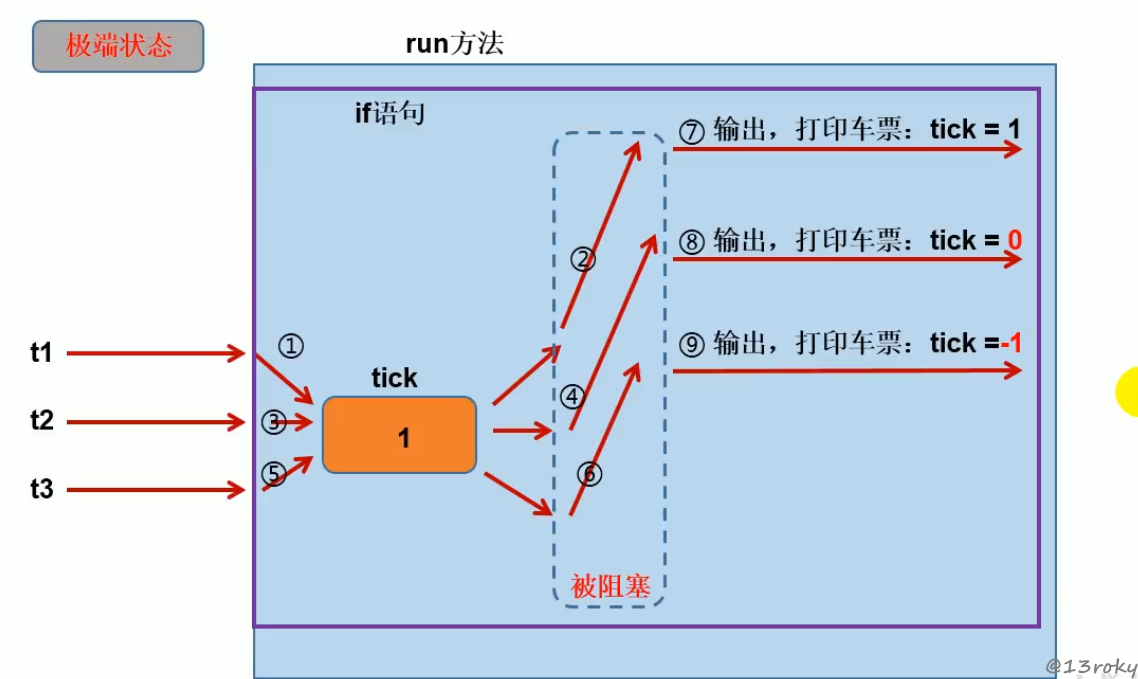 极端状态
run方法
if语句
⑦ 输出，打印车票：tick = 1
②
⑧ 输出，打印车票：tick = 0
t1
①
⑨ 输出，打印车票：tick =-1
tick
④
t2
③
1
t3
⑤
⑥
被阻塞
@13roky